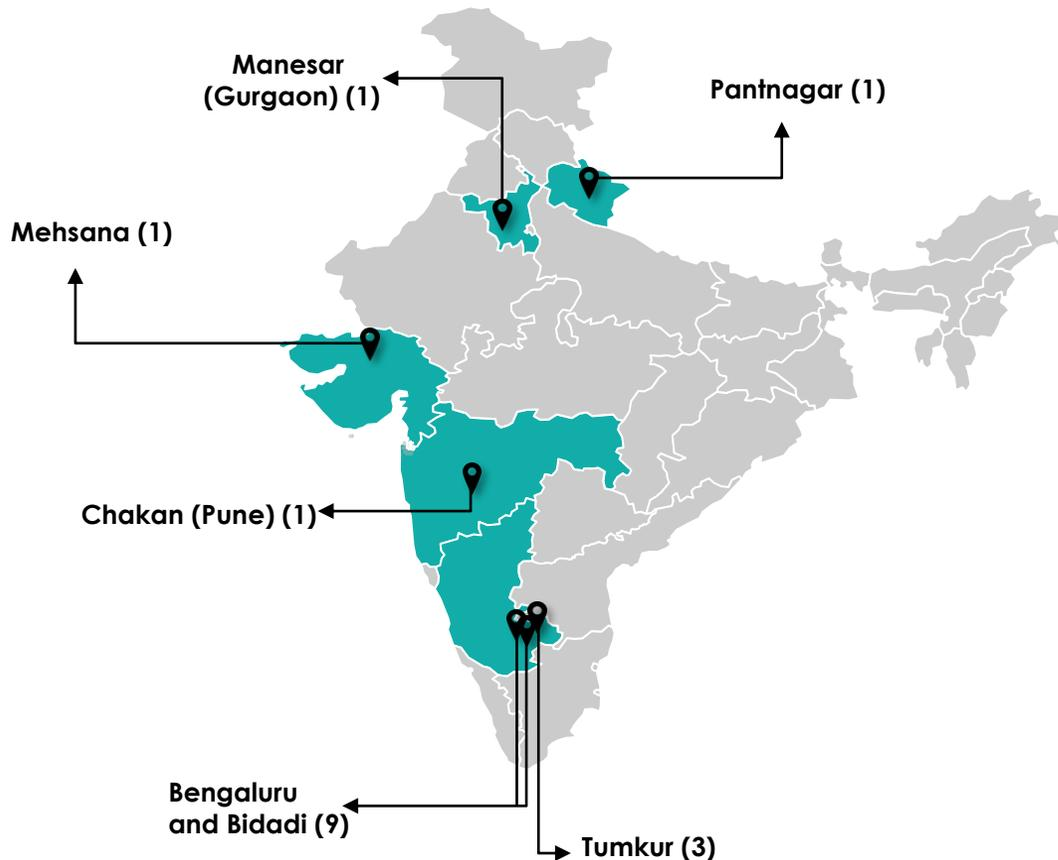 Manesar
(Gurgaon) (1)
Pantnagar (1)
Mehsana (1)
Chakan (Pune) (1)
Bengaluru
and Bidadi (9)
Tumkur (3)